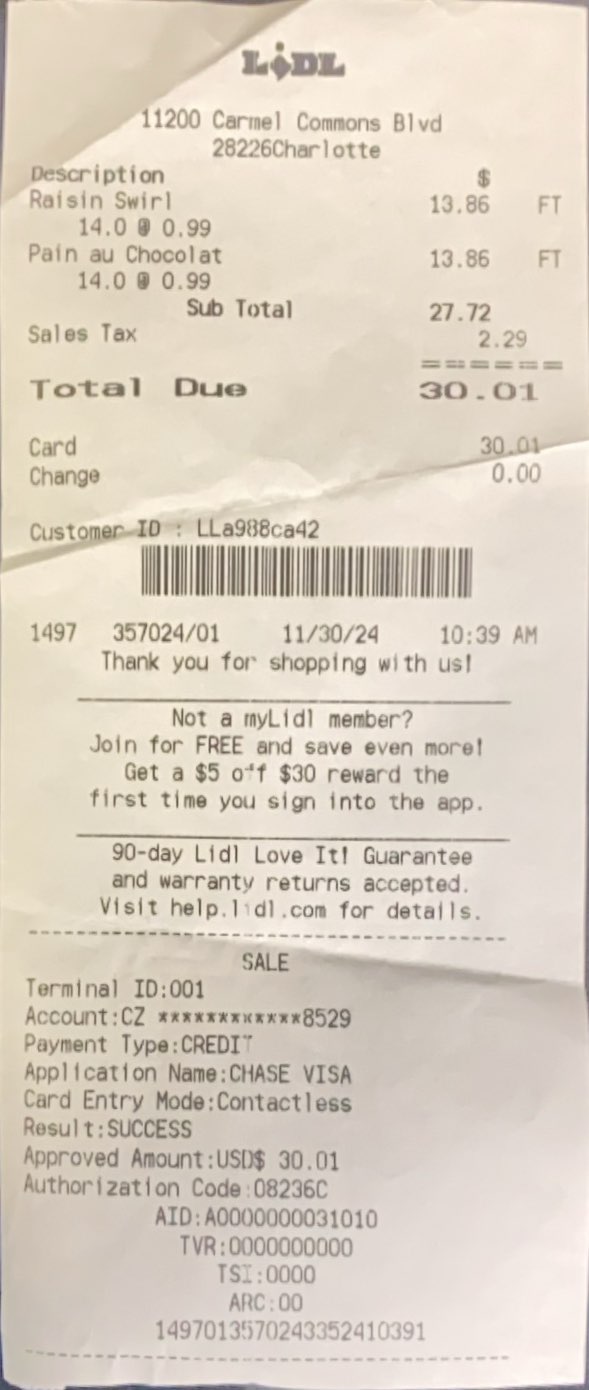 LiDL
11200 Carmel Commons Blvd
28226Charlotte
Description $
Raisin Swirl 13.86 FT
14.0 @ 0.99
Pain au Chocolat 13.86 FT
14.0 @ 0.99
Sub Total 27.72
Sales Tax 2.29
======
Total Due 30.01
Card 30.01
Change 0.00
Customer ID : LLa988ca42
1497 357024/01 11/30/24 10:39 AM
Thank you for shopping with us!
Not a myLidl member?
Join for FREE and save even more!
Get a $5 off $30 reward the
first time you sign into the app.
90-day Lidl Love It! Guarantee
and warranty returns accepted.
Visit help.lidl.com for details.
SALE
Terminal ID:001
Account:CZ ************8529
Payment Type:CREDIT
Application Name:CHASE VISA
Card Entry Mode:Contactless
Result:SUCCESS
Approved Amount:USD$ 30.01
Authorization Code:08236C
AID:A0000000031010
TVR:0000000000
TSI:0000
ARC:00
1497013570243352410391